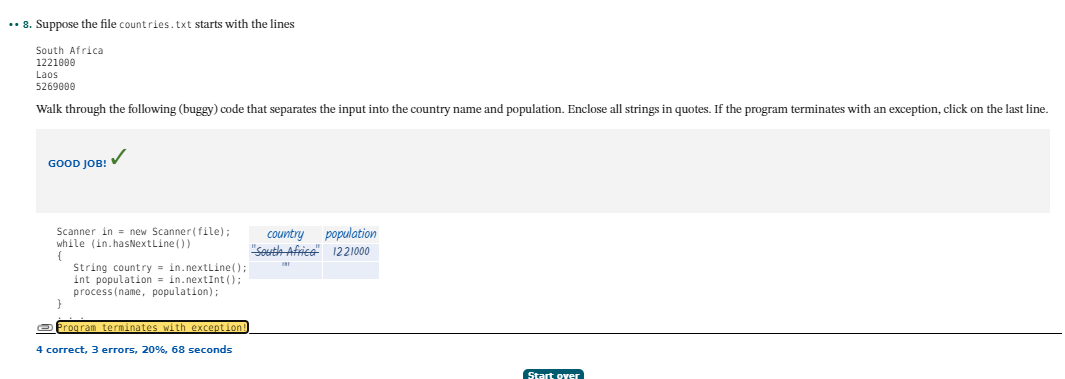 •• 8. Suppose the file countries.txt starts with the lines
South Africa
1221000
Laos
5269000
Walk through the following (buggy) code that separates the input into the country name and population. Enclose all strings in quotes. If the program terminates with an exception, click on the last line.
GOOD JOB! ✓
Scanner in = new Scanner(file);
while (in.hasNextLine())
{
String country = in.nextLine();
int population = in.nextInt();
process(name, population);
}
. . .
Program terminates with exception!
country population
"South Africa" 1221000
""
4 correct, 3 errors, 20%, 68 seconds
Start over